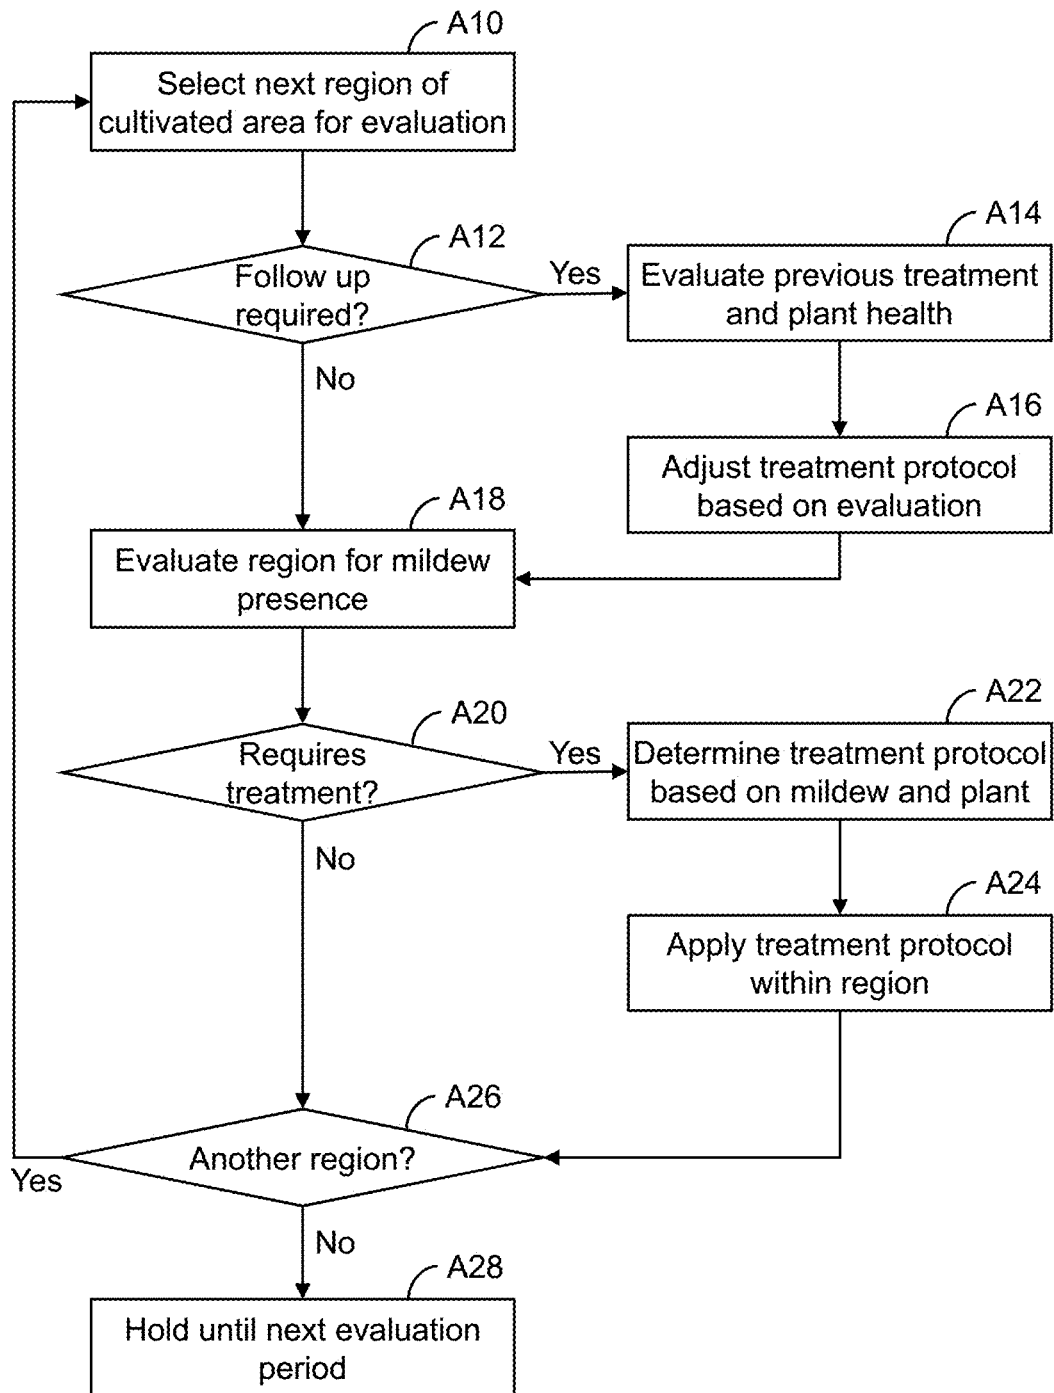 A10
Select next region of
cultivated area for evaluation
A12
Follow up
required?
Yes
No
A14
Evaluate previous treatment
and plant health
A16
Adjust treatment protocol
based on evaluation
A18
Evaluate region for mildew
presence
A20
Requires
treatment?
Yes
No
A22
Determine treatment protocol
based on mildew and plant
A24
Apply treatment protocol
within region
A26
Another region?
Yes
No
A28
Hold until next evaluation
period